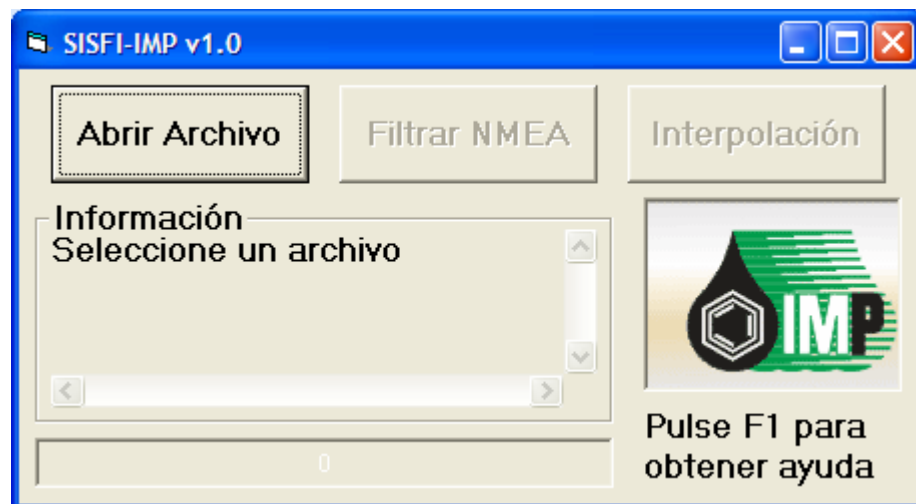 SISFI-IMP v1.0
Abrir Archivo
Filtrar NMEA
Interpolación
Información
Seleccione un archivo
IMP
0
Pulse F1 para
obtener ayuda